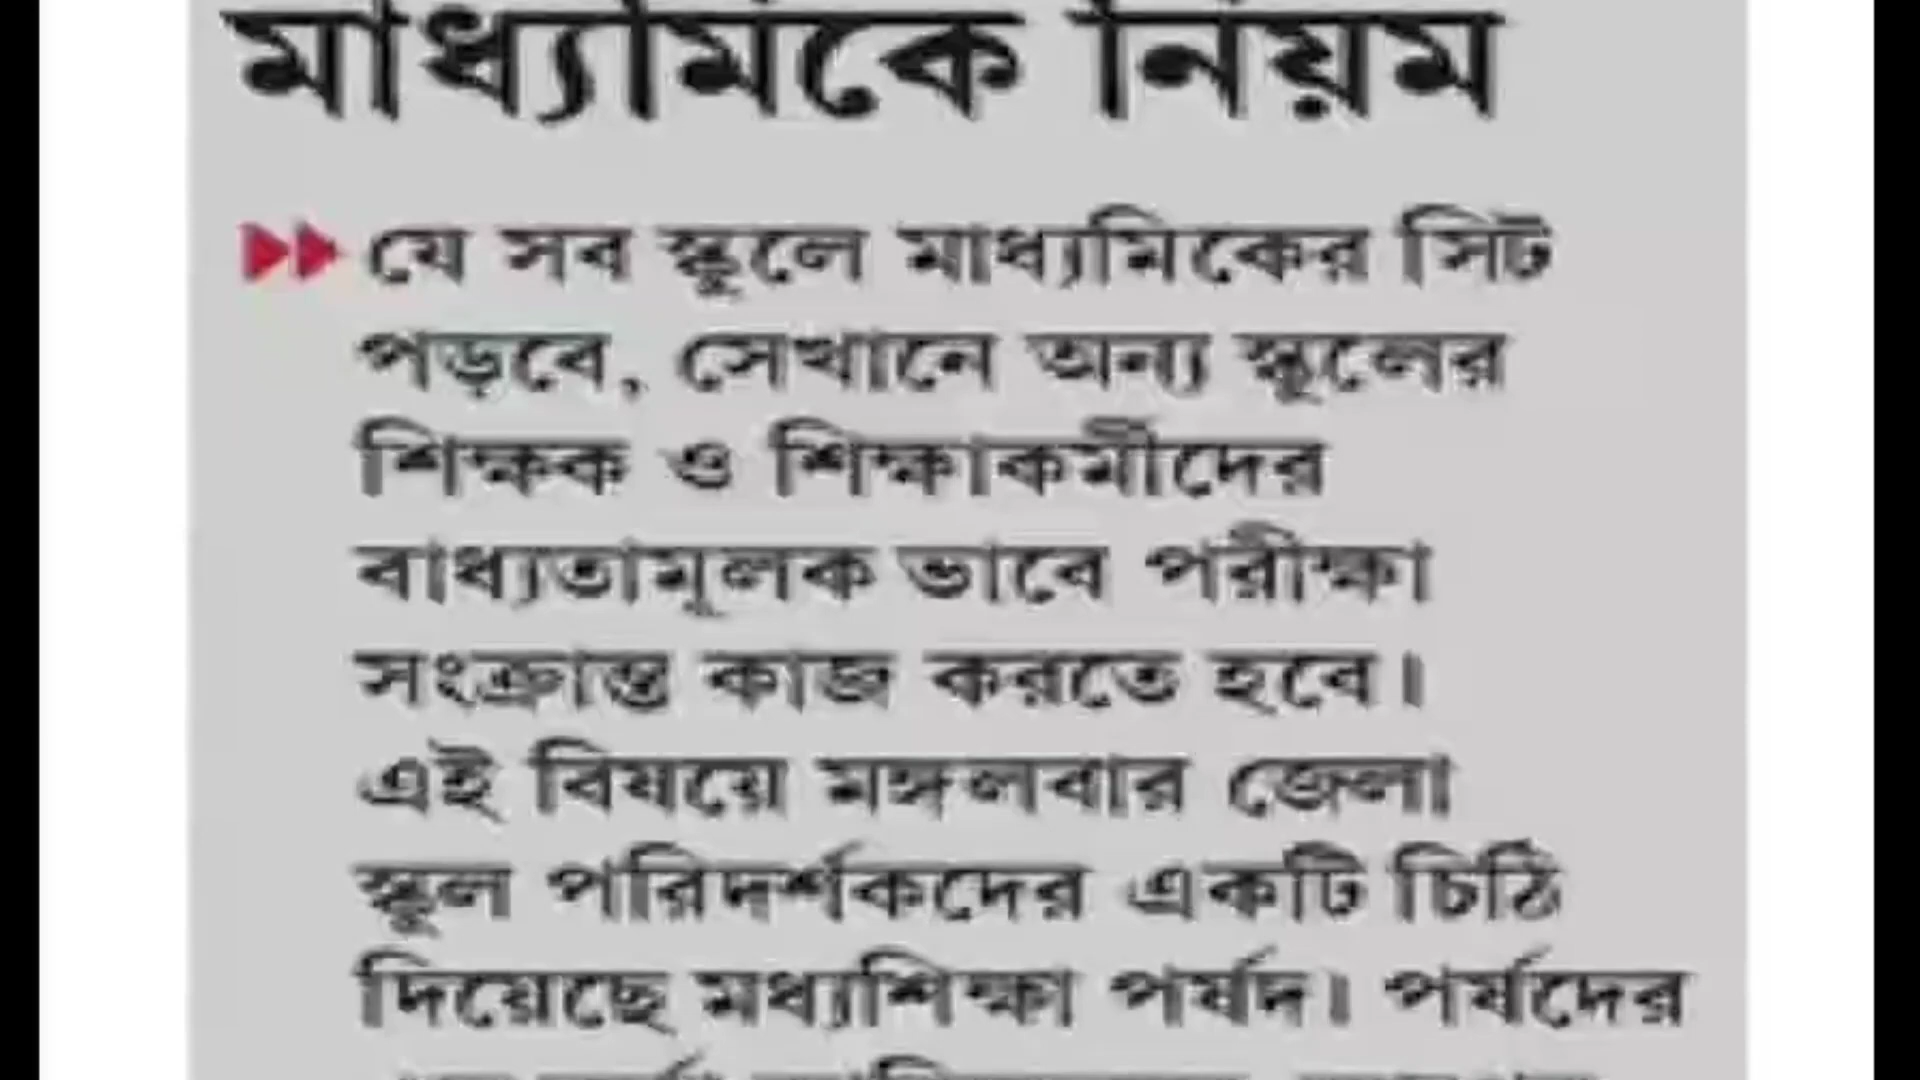 মাধ্যমিকে নিয়ম
যে সব স্কুলে মাধ্যমিকের সিট
পড়বে, সেখানে অন্য স্কুলের
শিক্ষক ও শিক্ষাকর্মীদের
বাধ্যতামূলক ভাবে পরীক্ষা
সংক্রান্ত কাজ করতে হবে।
এই বিষয়ে মঙ্গলবার জেলা
স্কুল পরিদর্শকদের একটি চিঠি
দিয়েছে মধ্যশিক্ষা পর্ষদ। পর্ষদের